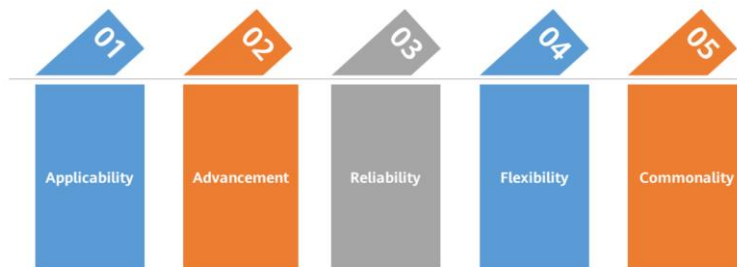 01
02
03
04
05
Applicability
Advancement
Reliability
Flexibility
Commonality